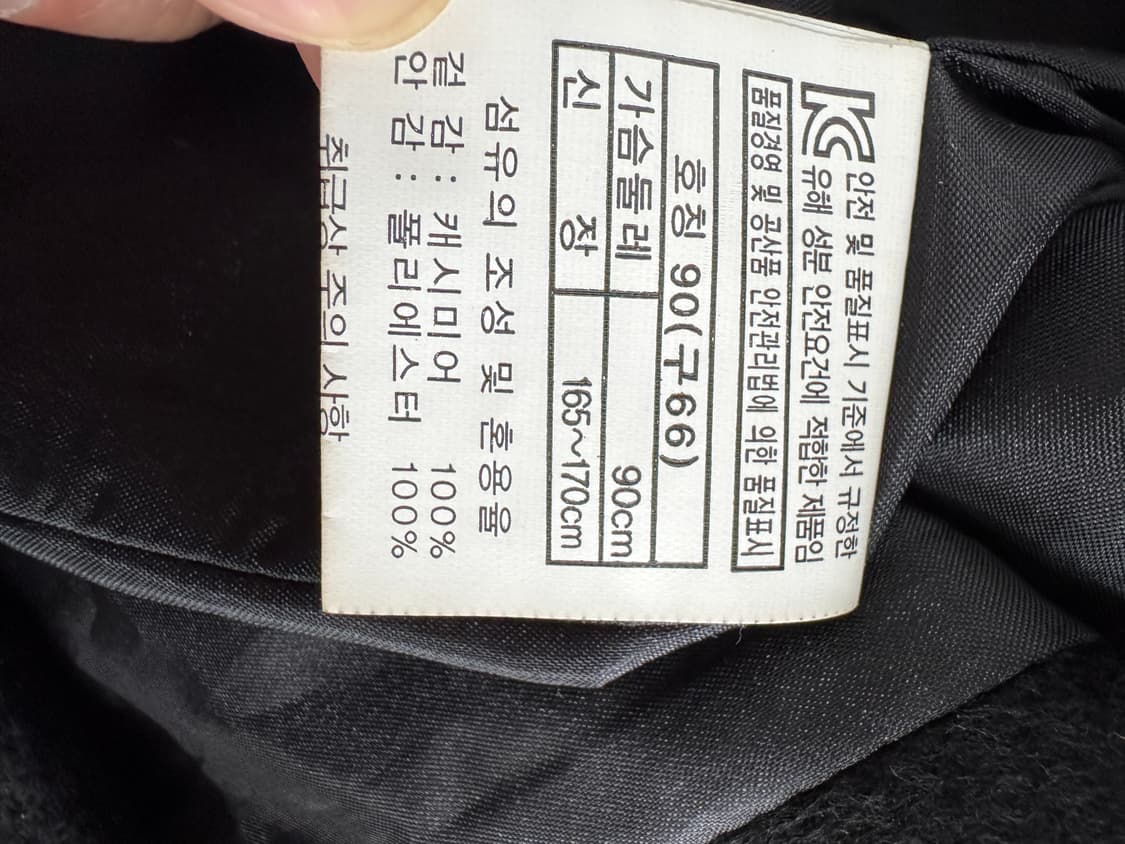 KC 안전 및 품질표시 기준에서 규정한
유해 성분 안전요건에 적합한 제품임
품질경영 및 공산품 안전관리법에 의한 품질표시
호칭 90(구66)
가슴둘레 90cm
신 장 165~170cm
섬유의 조성 및 혼용율
겉 감 : 캐시미어 100%
안 감 : 폴리에스터 100%
취급상 주의 사항